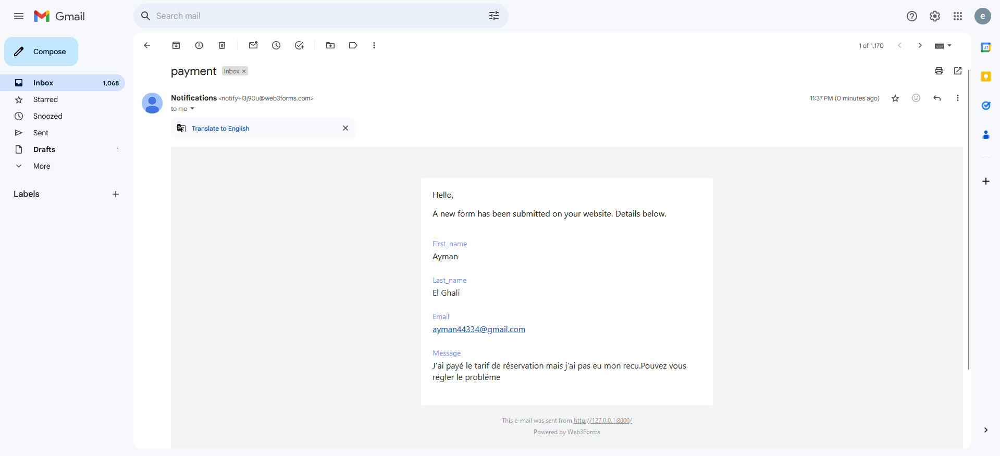 Gmail
Search mail
e
Compose
1 of 1,170
payment
Inbox ×
Inbox 1,068
Starred
Snoozed
Sent
Drafts 1
More
Labels
Notifications <notify+l3j90u@web3forms.com>
11:37 PM (0 minutes ago)
to me
Translate to English
31
Hello,
A new form has been submitted on your website. Details below.
First_name
Ayman
Last_name
El Ghali
Email
ayman44334@gmail.com
Message
J'ai payé le tarif de réservation mais j'ai pas eu mon recu.Pouvez vous
régler le probléme
This e-mail was sent from http://127.0.0.1:8000/
Powered by Web3Forms